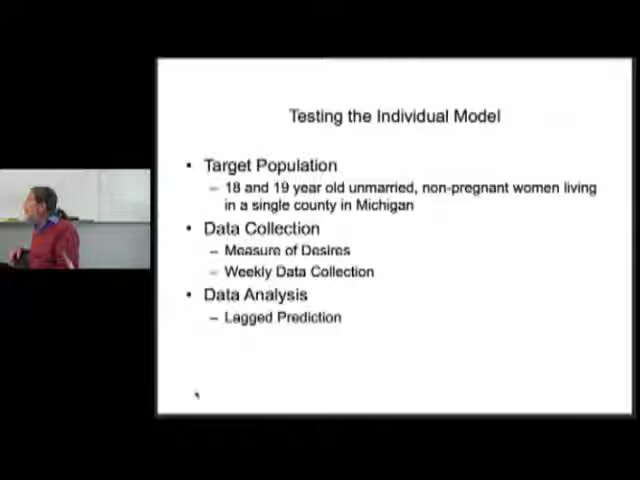 Testing the Individual Model
• Target Population
– 18 and 19 year old unmarried, non-pregnant women living
in a single county in Michigan
• Data Collection
– Measure of Desires
– Weekly Data Collection
• Data Analysis
– Lagged Prediction